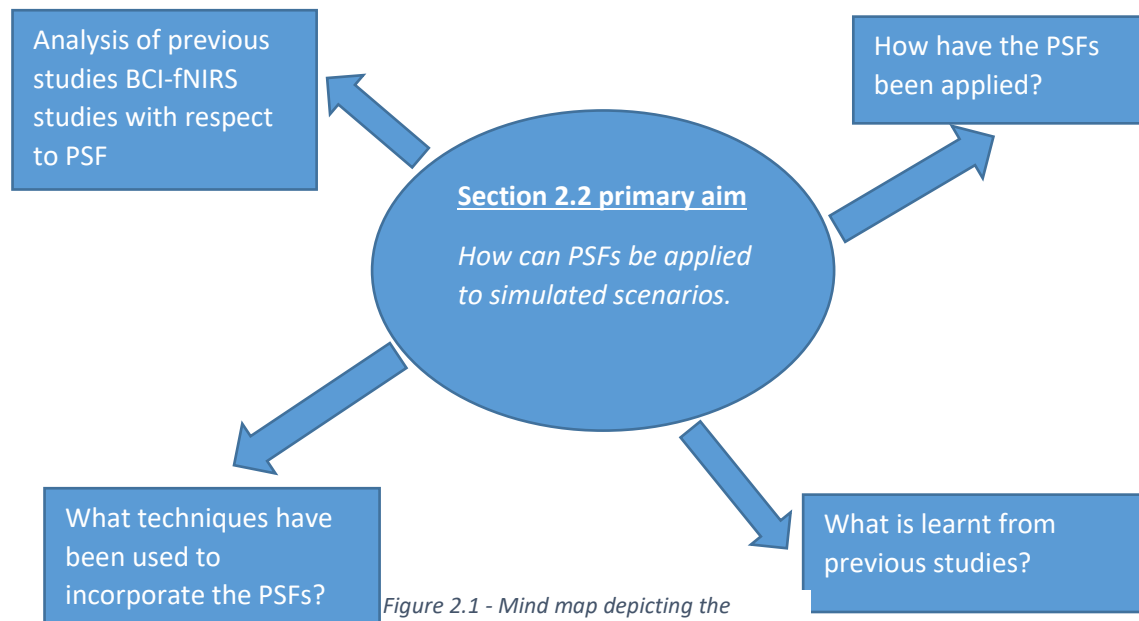 Analysis of previous
studies BCI-fNIRS
studies with respect
to PSF
How have the PSFs
been applied?
Section 2.2 primary aim
How can PSFs be applied
to simulated scenarios.
What techniques have
been used to
incorporate the PSFs?
What is learnt from
previous studies?
Figure 2.1 - Mind map depicting the